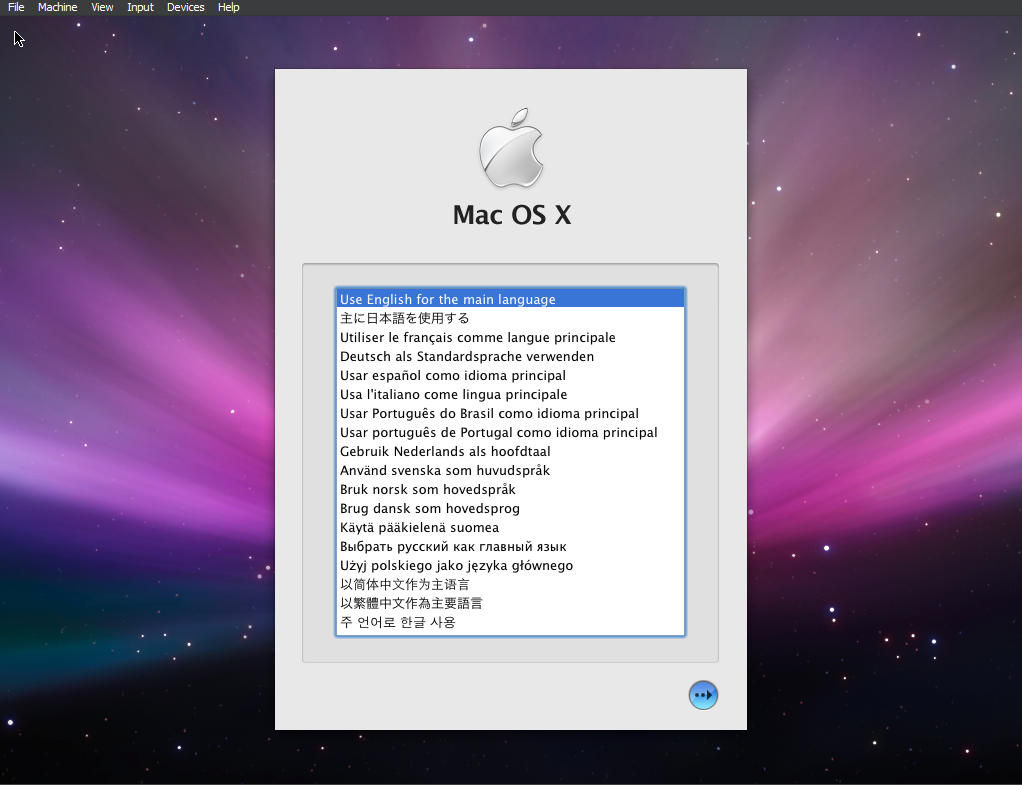 File Machine View Input Devices Help
Mac OS X
Use English for the main language
主に日本語を使用する
Utiliser le français comme langue principale
Deutsch als Standardsprache verwenden
Usar español como idioma principal
Usa l'italiano come lingua principale
Usar Português do Brasil como idioma principal
Usar português de Portugal como idioma principal
Gebruik Nederlands als hoofdtaal
Använd svenska som huvudspråk
Bruk norsk som hovedspråk
Brug dansk som hovedsprog
Käytä pääkielenä suomea
Выбрать русский как главный язык
Użyj polskiego jako języka głównego
以简体中文作为主语言
以繁體中文作為主要語言
주 언어로 한글 사용